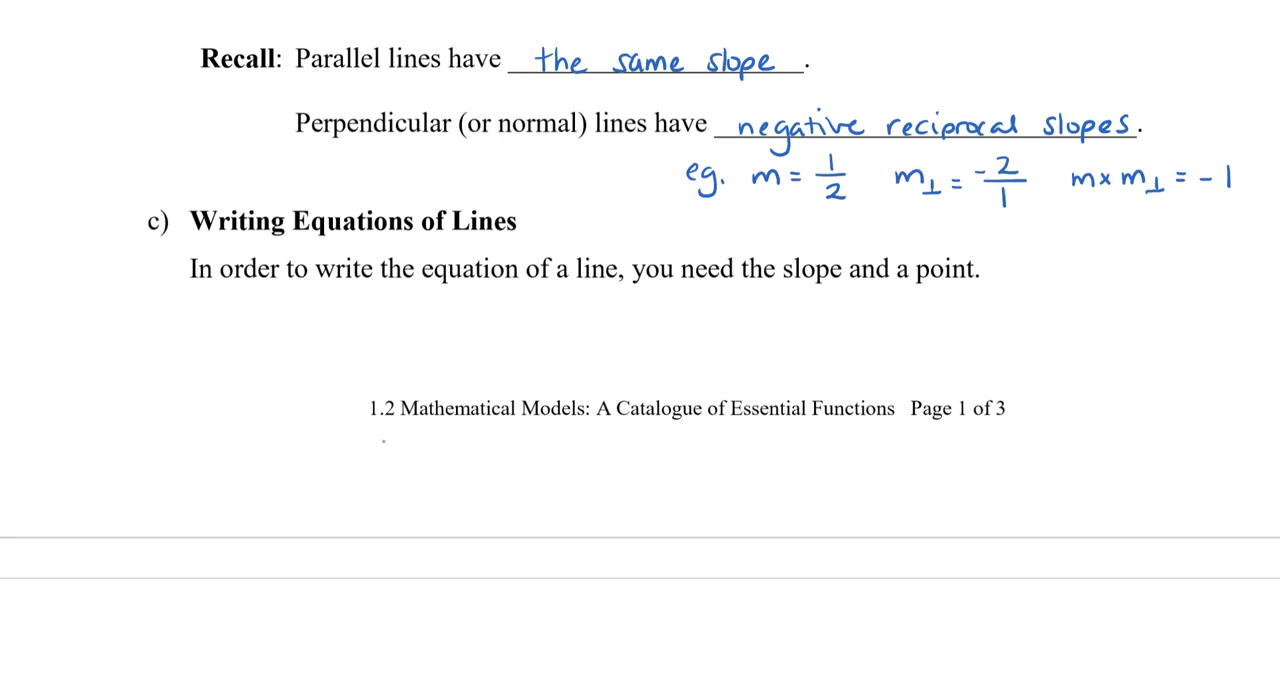 Recall: Parallel lines have the same slope.
Perpendicular (or normal) lines have negative reciprocal slopes.
eg. m = 1/2 m⊥ = -2/1 m x m⊥ = -1
c) Writing Equations of Lines
In order to write the equation of a line, you need the slope and a point.
1.2 Mathematical Models: A Catalogue of Essential Functions Page 1 of 3